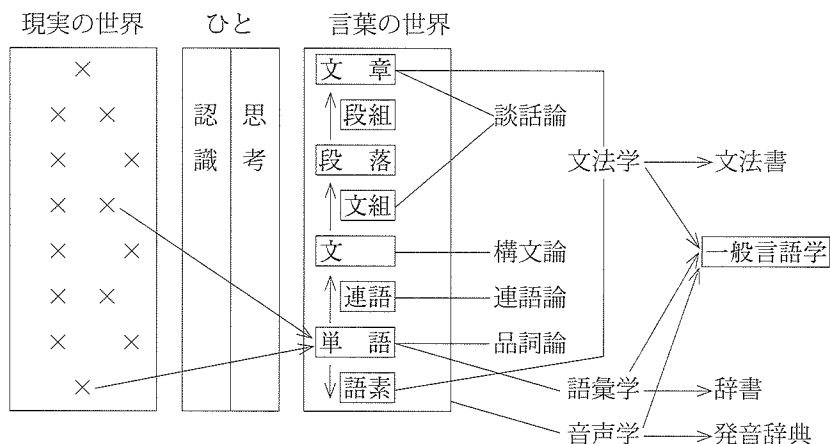 現実の世界 ひと 言葉の世界
文章
認 思 段組 談話論
識 考 段落 文法学 文法書
文組
文 構文論 一般言語学
連語 連語論
単語 品詞論
語素 語彙学 辞書
音声学 発音辞典